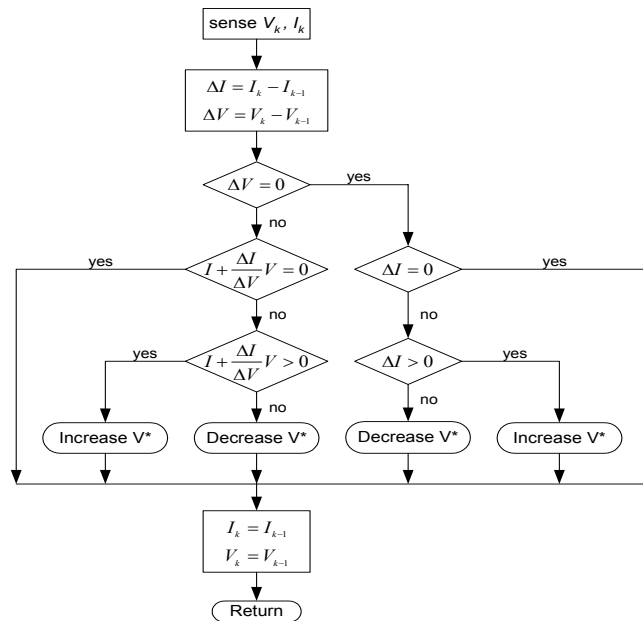 sense V_k, I_k
ΔI = I_k − I_{k−1}
ΔV = V_k − V_{k−1}
ΔV = 0
yes
no
yes
I + \frac{ΔI}{ΔV} V = 0
ΔI = 0
yes
no
no
yes
I + \frac{ΔI}{ΔV} V > 0
ΔI > 0
yes
no
no
Increase V*
Decrease V*
Decrease V*
Increase V*
I_k = I_{k−1}
V_k = V_{k−1}
Return